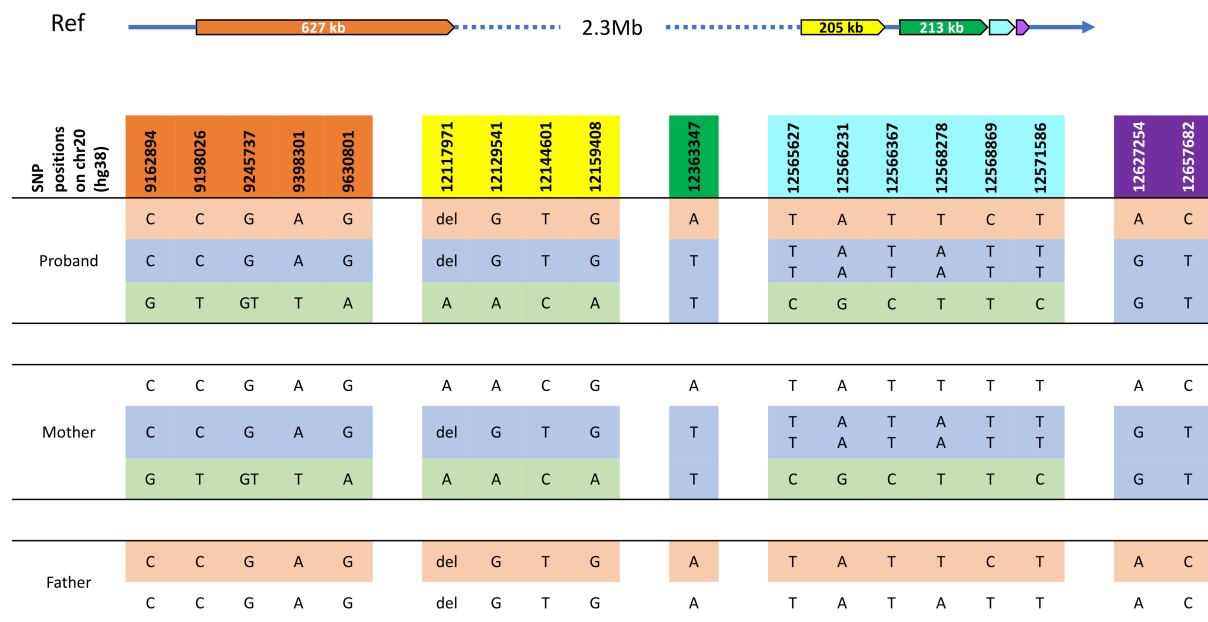 Ref 627 kb 2.3Mb 205 kb 213 kb
SNP positions on chr20 (hg38)
9162894 9198026 9245737 9398301 9630801 12117971 12129541 12144601 12159408 12363347 12565627 12566231 12566367 12568278 12568869 12571586 12627254 12657682
C C G A G del G T G A T A T T C T A C
Proband
C C G A G del G T G T T A T A T T G T
T A T A T T
G T GT T A A A C A T C G C T T C G T
C C G A G A A C G A T A T T T T A C
Mother
C C G A G del G T G T T A T A T T G T
T A T A T T
G T GT T A A A C A T C G C T T C G T
C C G A G del G T G A T A T T C T A C
Father
C C G A G del G T G A T A T A T T A C